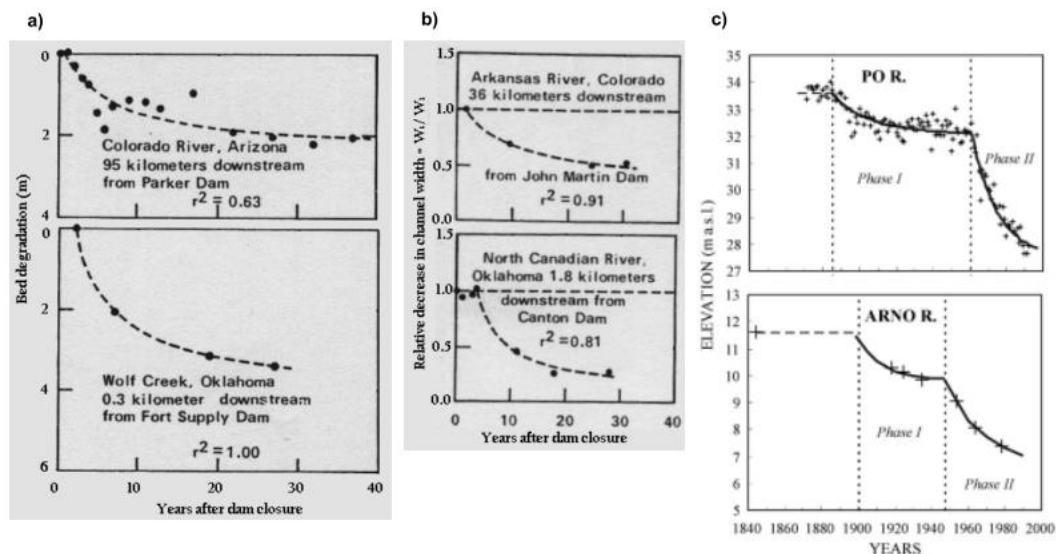 a)
0
2
4
Colorado River, Arizona
95 kilometers downstream
from Parker Dam
r² = 0.63
Bed degradation (m)
0
2
4
6
Wolf Creek, Oklahoma
0.3 kilometer downstream
from Fort Supply Dam
r² = 1.00
0 10 20 30 40
Years after dam closure
b)
1.5
1.0
0.5
0.0
Arkansas River, Colorado
36 kilometers downstream
from John Martin Dam
r² = 0.91
Relative decrease in channel width = Wₜ/ W₁
1.5
1.0
0.5
0.0
North Canadian River,
Oklahoma 1.8 kilometers
downstream from
Canton Dam
r² = 0.81
0 10 20 30 40
Years after dam closure
c)
34
33
32
31
30
29
28
27
PO R.
Phase I
Phase II
ELEVATION (m a.s.l.)
13
12
11
10
9
8
7
6
5
ARNO R.
Phase I
Phase II
1840 1860 1880 1900 1920 1940 1960 1980 2000
YEARS